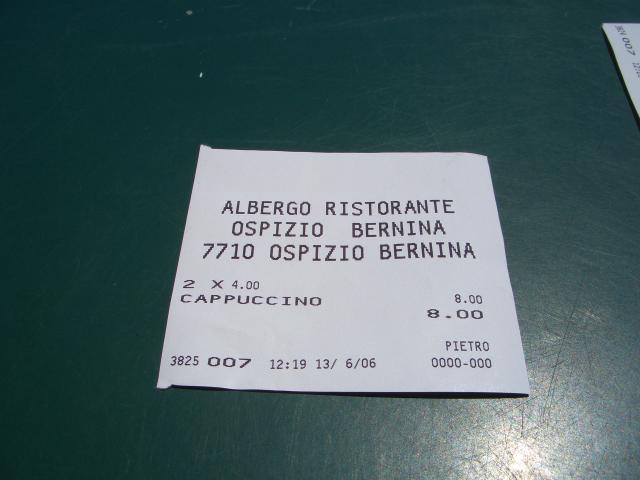 ALBERGO RISTORANTE
OSPIZIO BERNINA
7710 OSPIZIO BERNINA
2 X 4.00
CAPPUCCINO 8.00
8.00
PIETRO
3825 007 12:19 13/ 6/06 0000-000
007